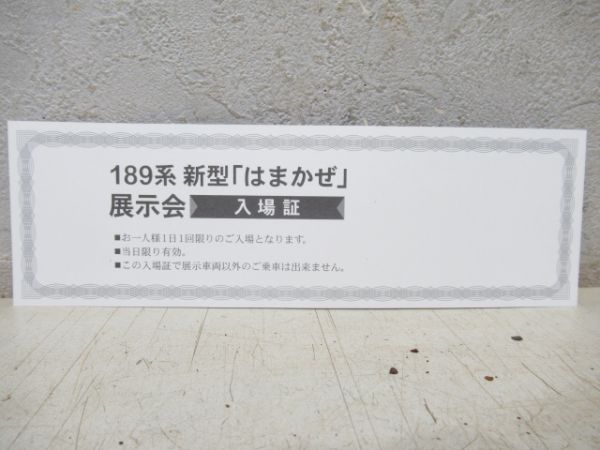 189系 新型「はまかぜ」
展示会 入場証
■お一人様1日1回限りのご入場となります。
■当日限り有効。
■この入場証で展示車両以外のご乗車は出来ません。